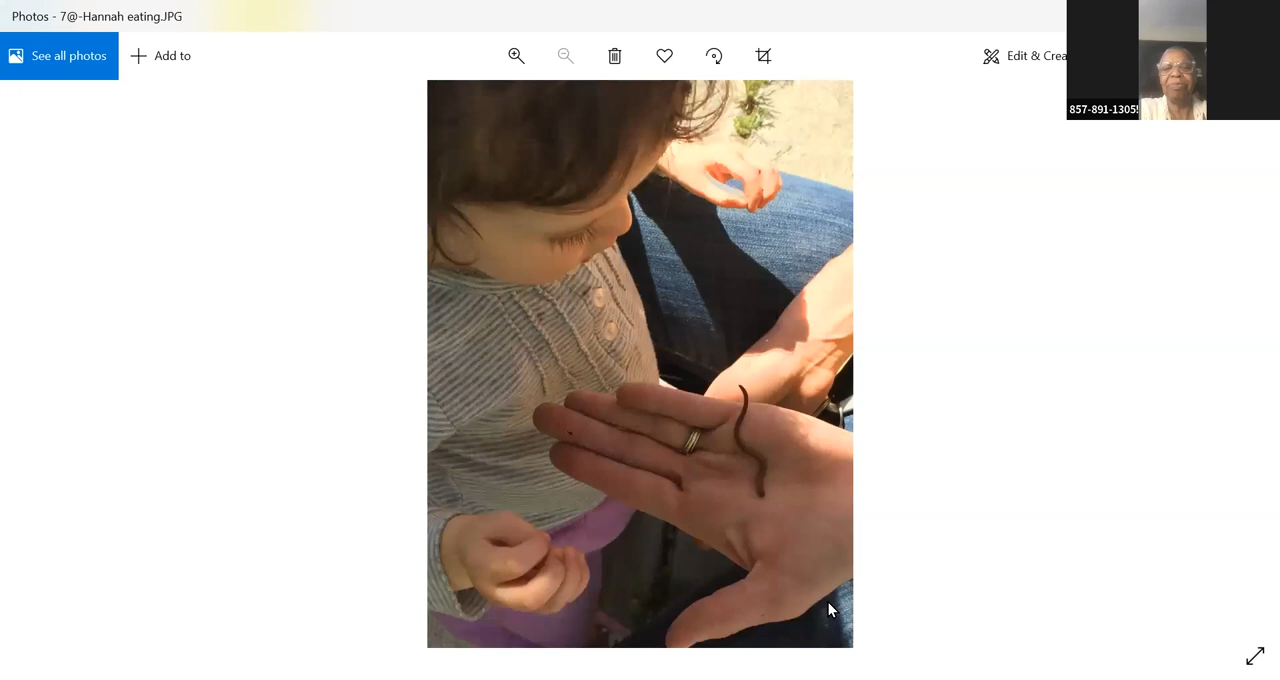 Photos - 7@-Hannah eating.JPG
See all photos
Add to
Edit & Crea
857-891-1305!